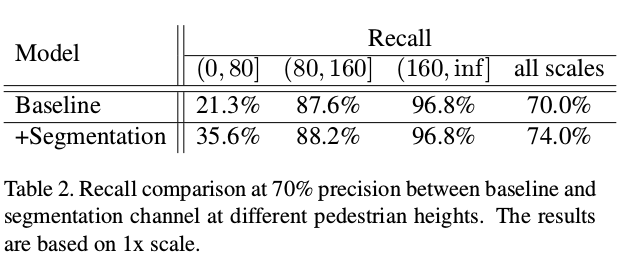 Model Recall
(0, 80] (80, 160] (160, inf] all scales
Baseline 21.3% 87.6% 96.8% 70.0%
+Segmentation 35.6% 88.2% 96.8% 74.0%
Table 2. Recall comparison at 70% precision between baseline and
segmentation channel at different pedestrian heights. The results
are based on 1x scale.